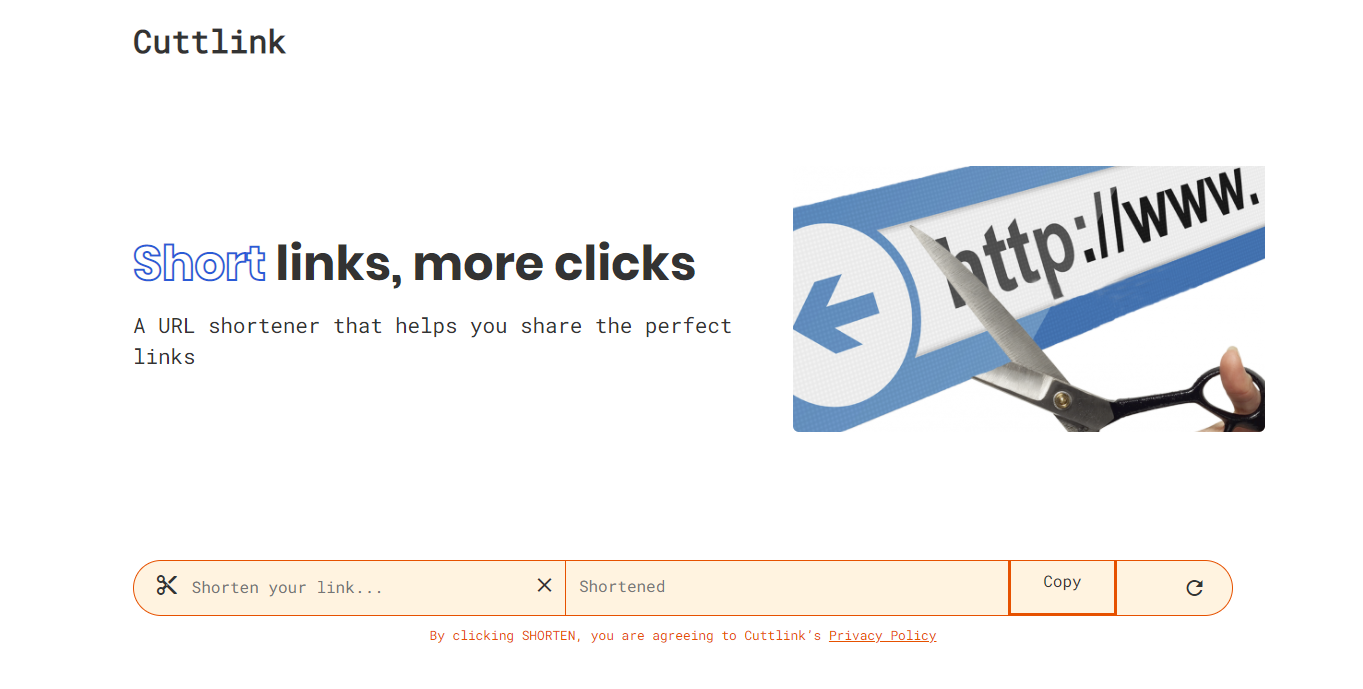 Cuttlink
Short links, more clicks
A URL shortener that helps you share the perfect
links
http://www.
Shorten your link...
Shortened
Copy
By clicking SHORTEN, you are agreeing to Cuttlink's Privacy Policy